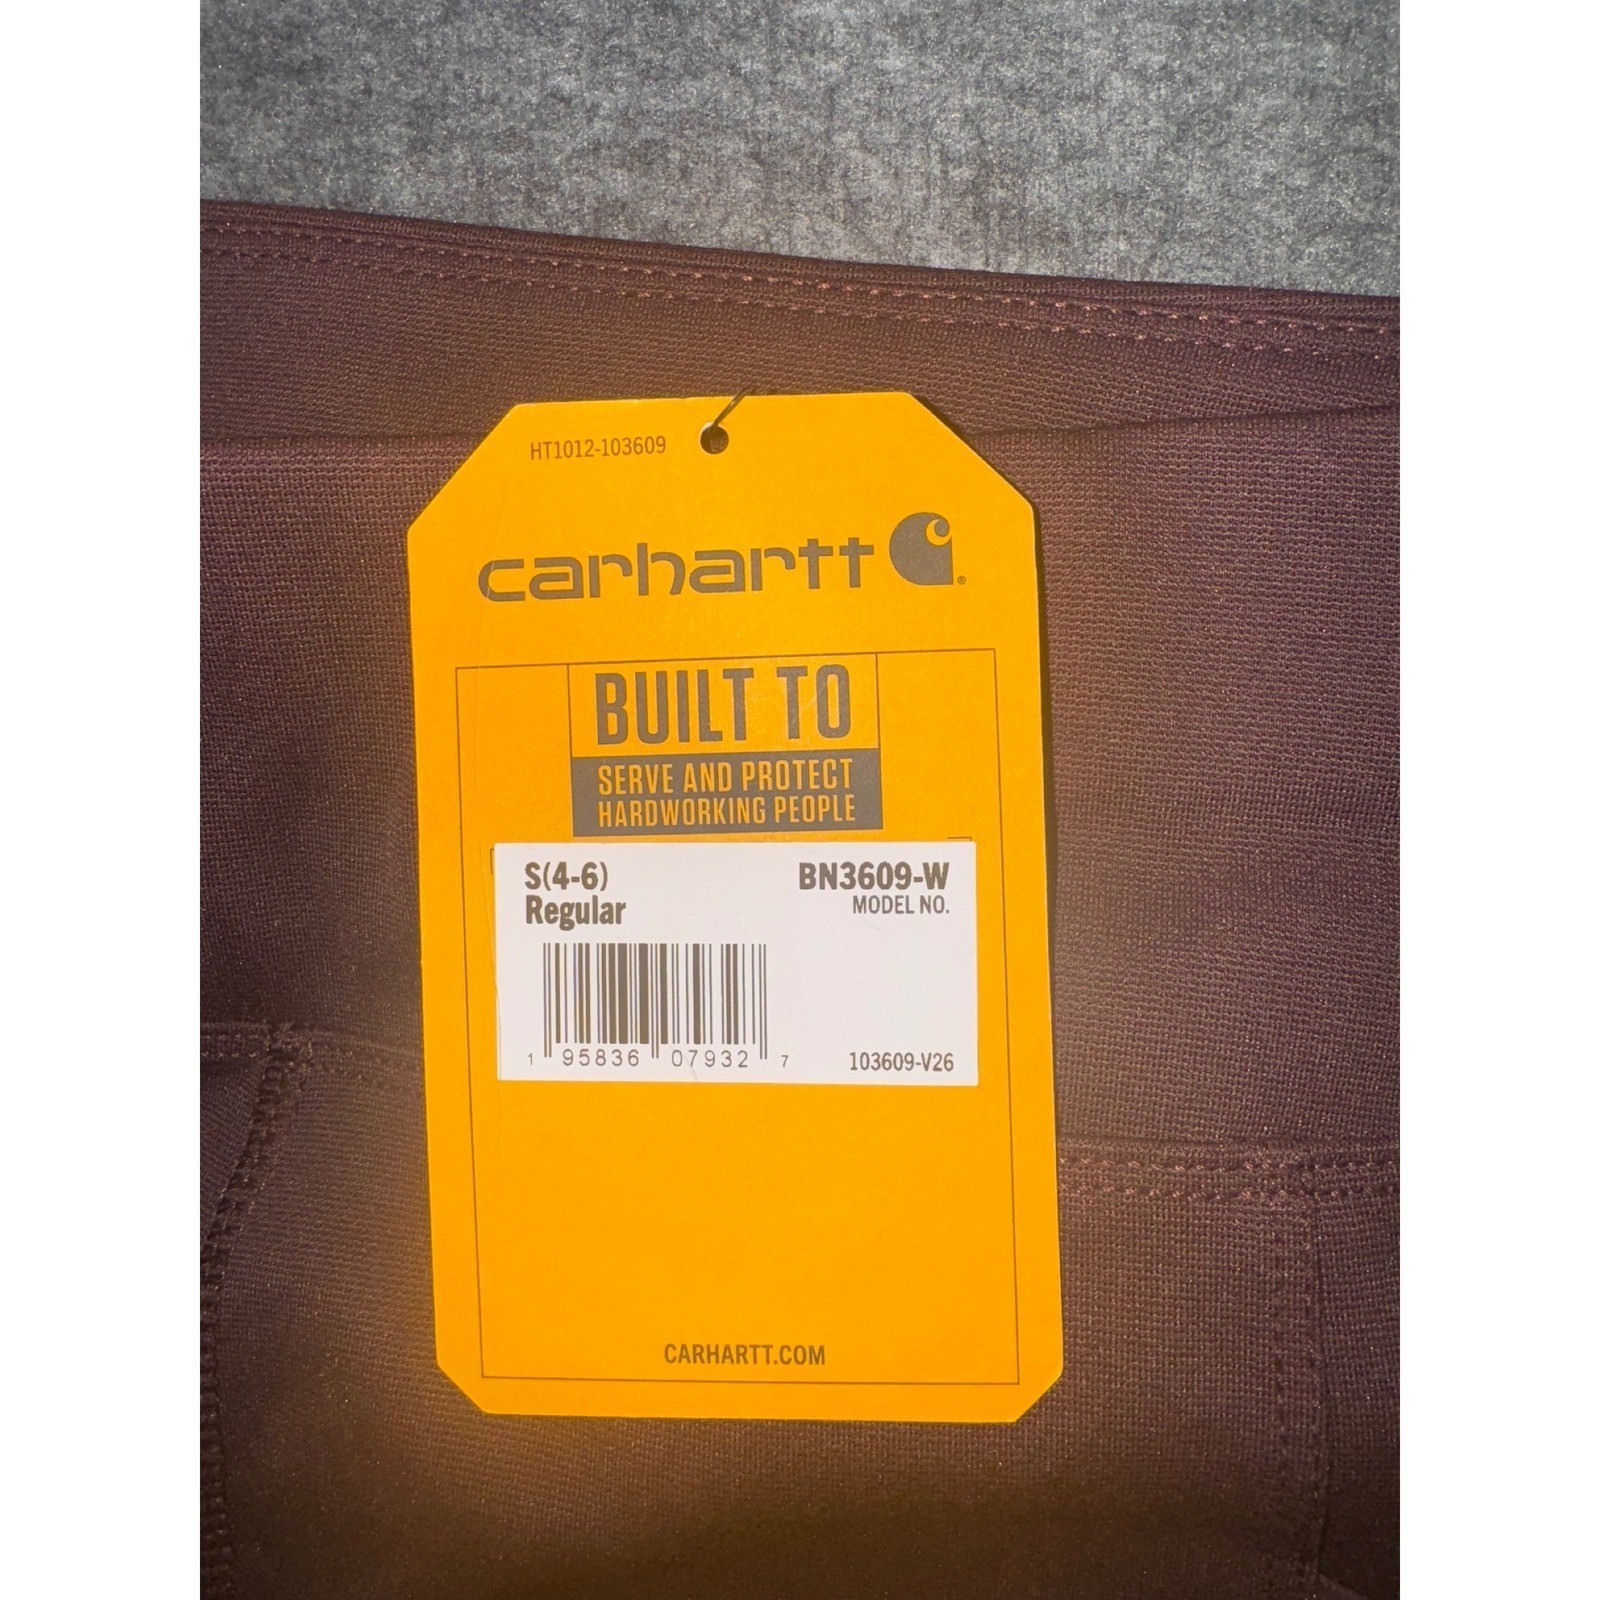 HT1012-103609
carhartt
BUILT TO
SERVE AND PROTECT
HARDWORKING PEOPLE
S(4-6) BN3609-W
Regular MODEL NO.
1 95836 07932 7 103609-V26
CARHARTT.COM